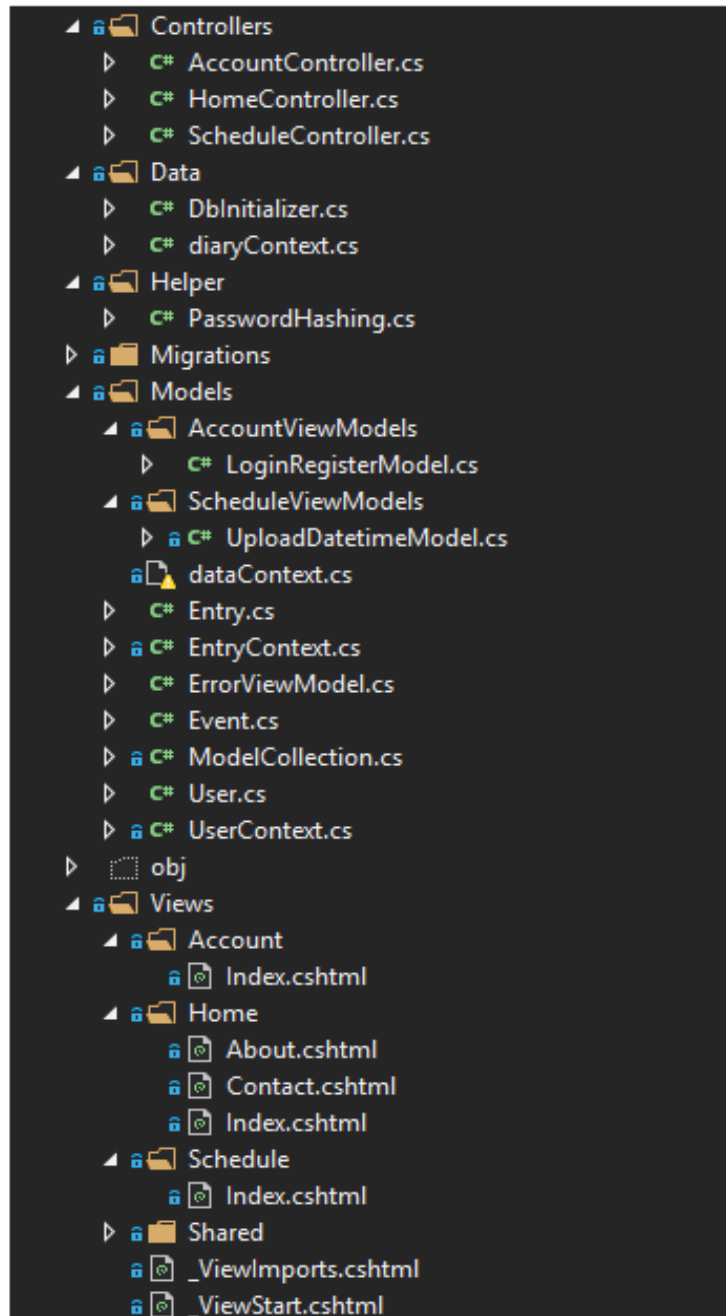 Controllers
C# AccountController.cs
C# HomeController.cs
C# ScheduleController.cs
Data
C# DbInitializer.cs
C# diaryContext.cs
Helper
C# PasswordHashing.cs
Migrations
Models
AccountViewModels
C# LoginRegisterModel.cs
ScheduleViewModels
C# UploadDatetimeModel.cs
dataContext.cs
C# Entry.cs
C# EntryContext.cs
C# ErrorViewModel.cs
C# Event.cs
C# ModelCollection.cs
C# User.cs
C# UserContext.cs
obj
Views
Account
Index.cshtml
Home
About.cshtml
Contact.cshtml
Index.cshtml
Schedule
Index.cshtml
Shared
_ViewImports.cshtml
_ViewStart.cshtml